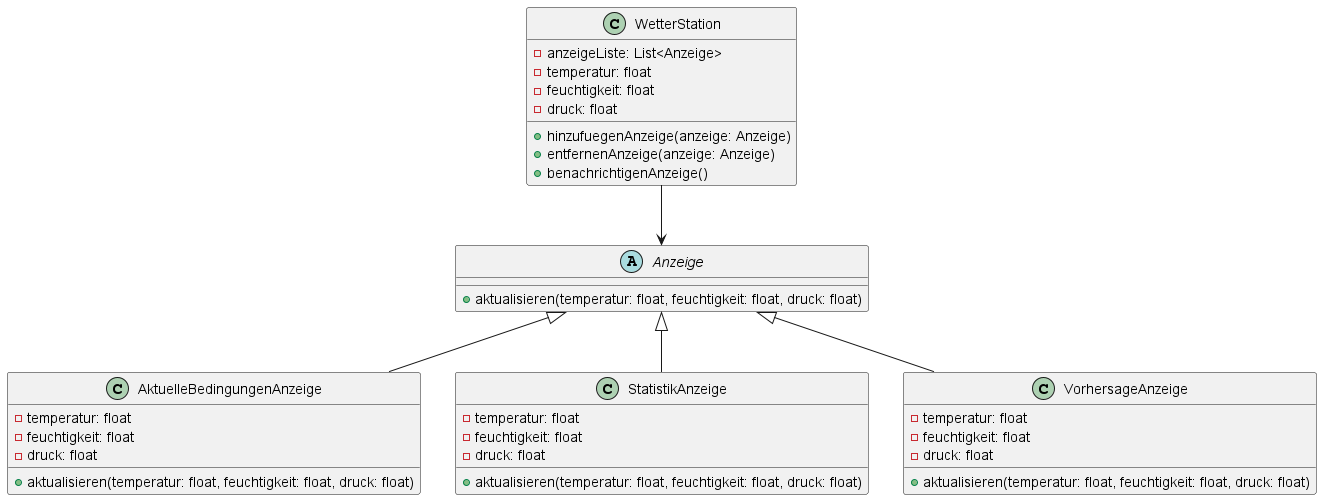 C WetterStation
anzeigeListe: List<Anzeige>
temperatur: float
feuchtigkeit: float
druck: float
hinzufuegenAnzeige(anzeige: Anzeige)
entfernenAnzeige(anzeige: Anzeige)
benachrichtigenAnzeige()
A Anzeige
aktualisieren(temperatur: float, feuchtigkeit: float, druck: float)
C AktuelleBedingungenAnzeige
temperatur: float
feuchtigkeit: float
druck: float
aktualisieren(temperatur: float, feuchtigkeit: float, druck: float)
C StatistikAnzeige
temperatur: float
feuchtigkeit: float
druck: float
aktualisieren(temperatur: float, feuchtigkeit: float, druck: float)
C VorhersageAnzeige
temperatur: float
feuchtigkeit: float
druck: float
aktualisieren(temperatur: float, feuchtigkeit: float, druck: float)